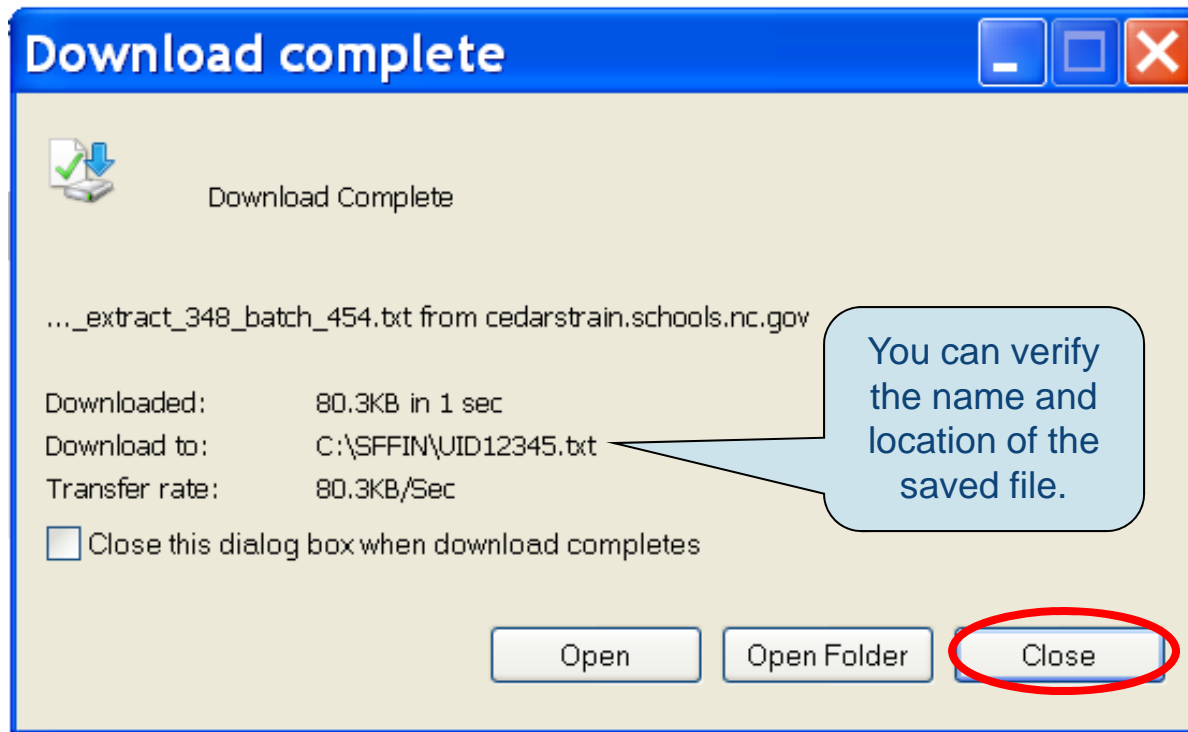 Download complete
Download Complete
..._extract_348_batch_454.txt from cedarstrain.schools.nc.gov
Downloaded: 80.3KB in 1 sec
Download to: C:\SFFIN\UID12345.txt
Transfer rate: 80.3KB/Sec
You can verify
the name and
location of the
saved file.
Close this dialog box when download completes
Open Open Folder Close